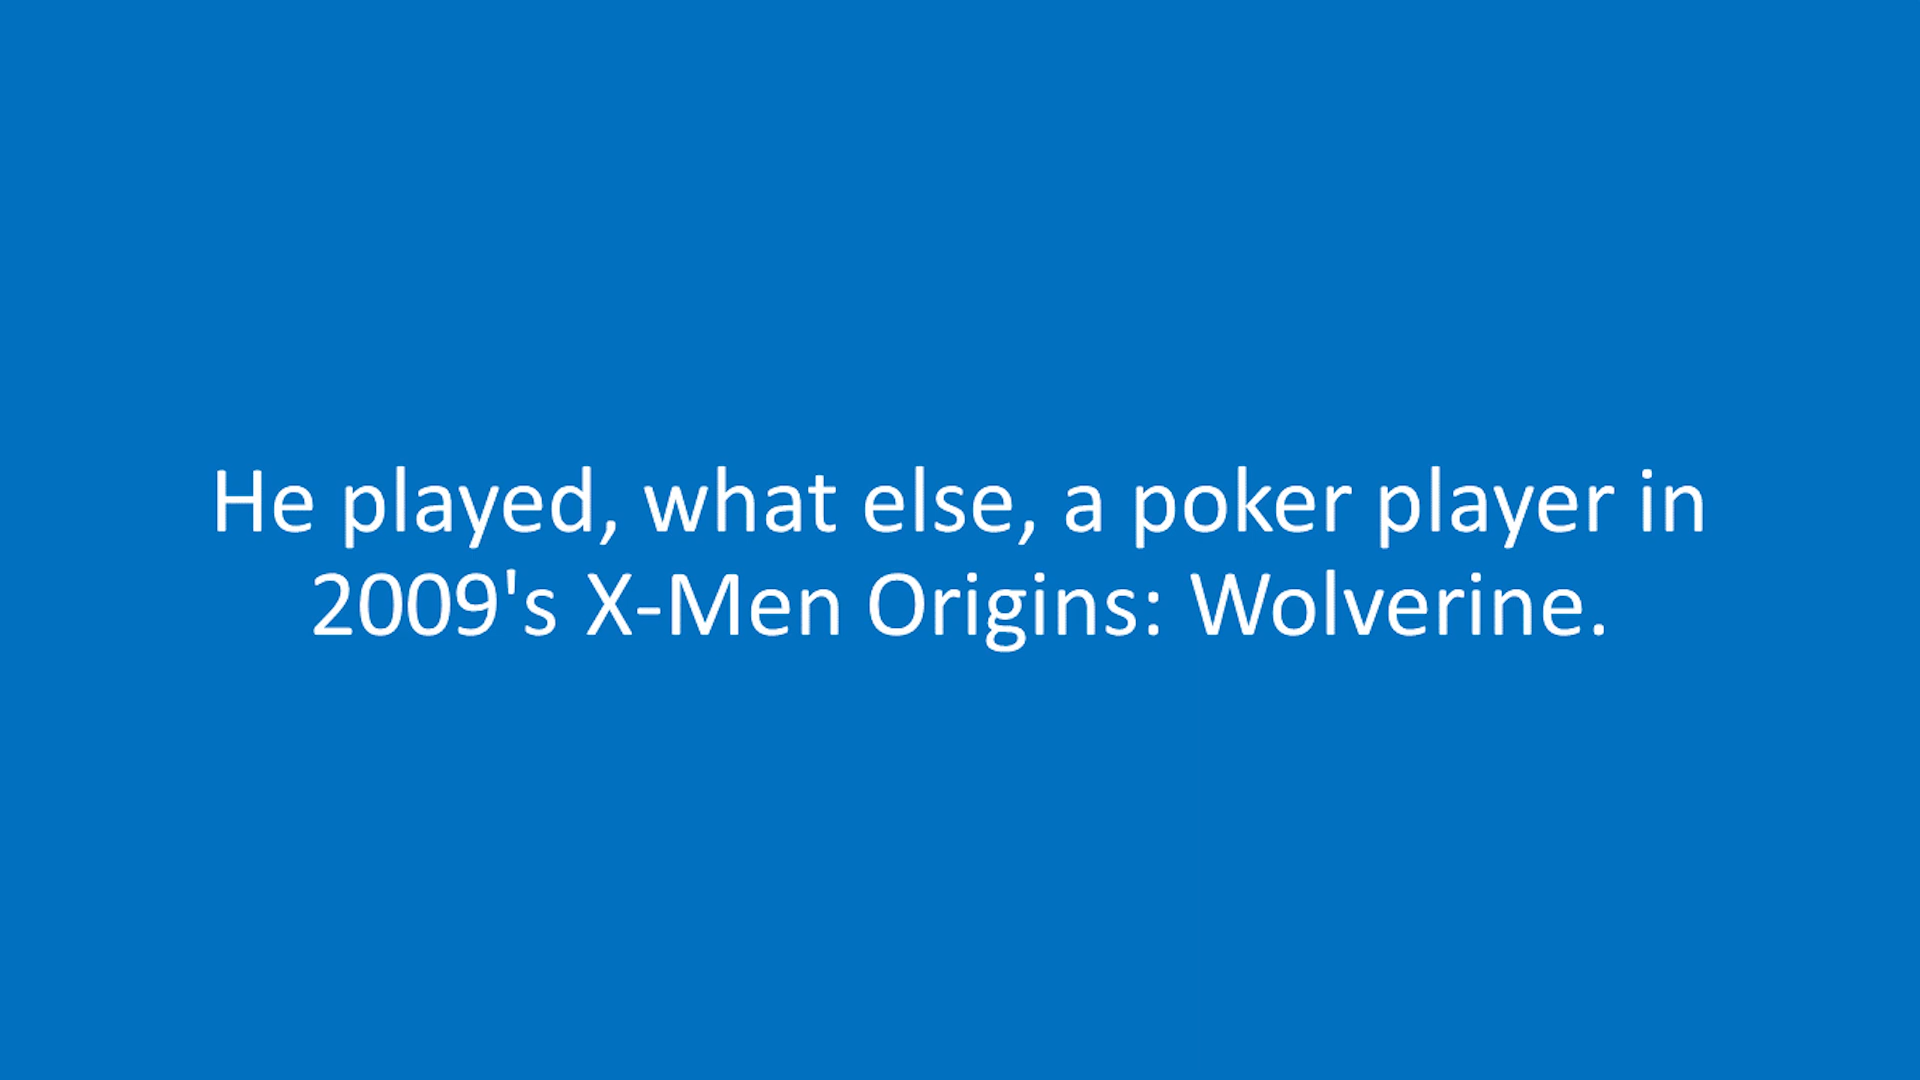 He played, what else, a poker player in
2009's X-Men Origins: Wolverine.